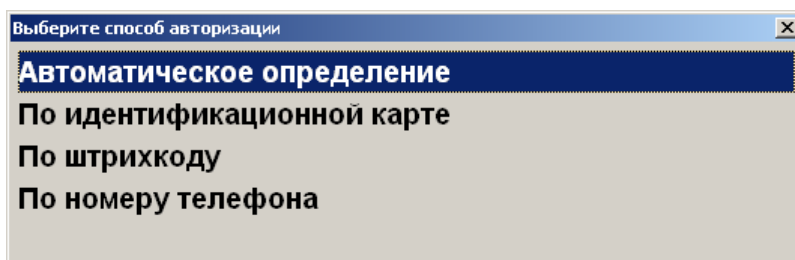 Выберите способ авторизации
Автоматическое определение
По идентификационной карте
По штрихкоду
По номеру телефона